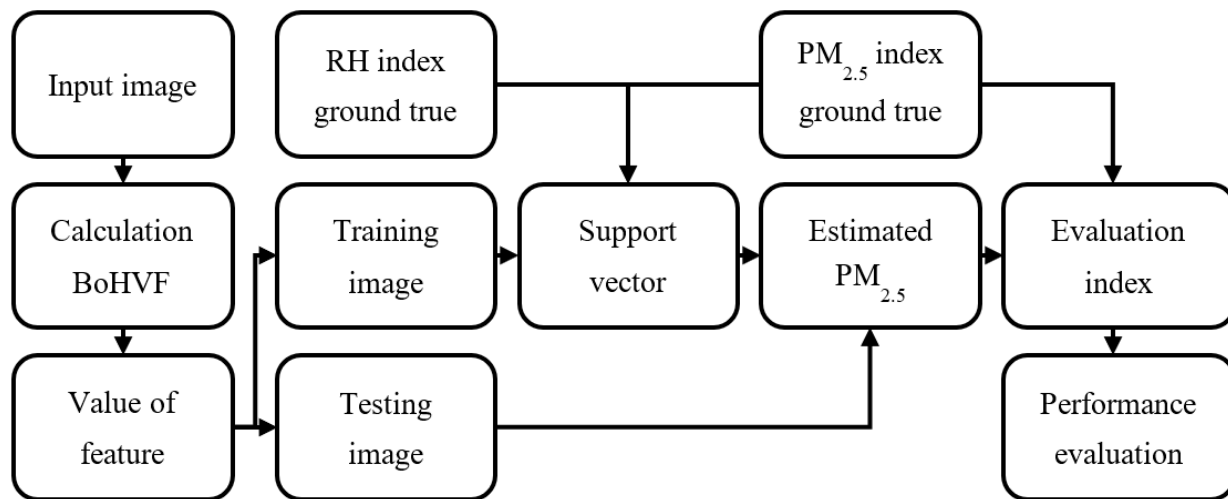 Input image
RH index
ground true
PM2.5 index
ground true
Calculation
BoHVF
Training
image
Support
vector
Estimated
PM2.5
Evaluation
index
Value of
feature
Testing
image
Performance
evaluation